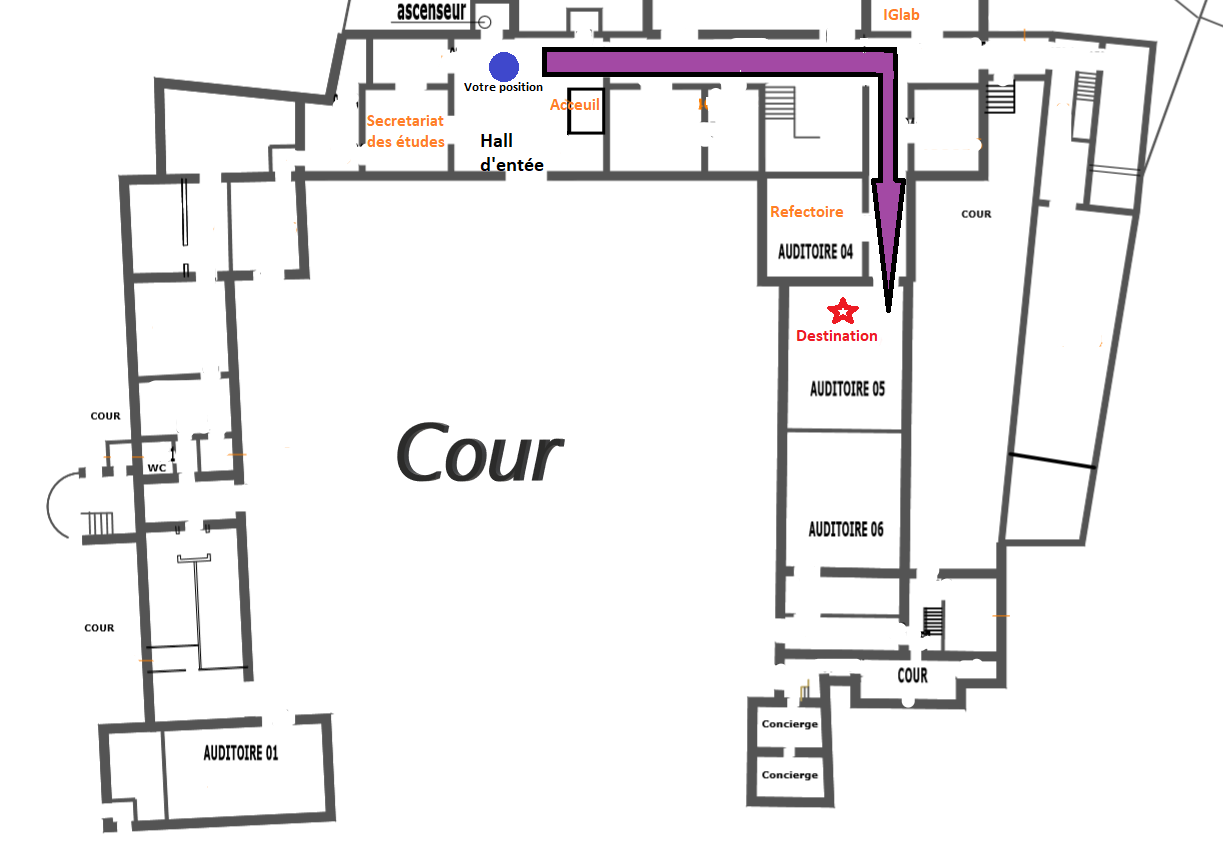 ascenseur
IGlab
Votre position
Acceuil
Secretariat
des études
Hall
d'entée
Refectoire
COUR
AUDITOIRE 04
Destination
AUDITOIRE 05
COUR
Cour
WC
AUDITOIRE 06
COUR
COUR
Concierge
AUDITOIRE 01
Concierge